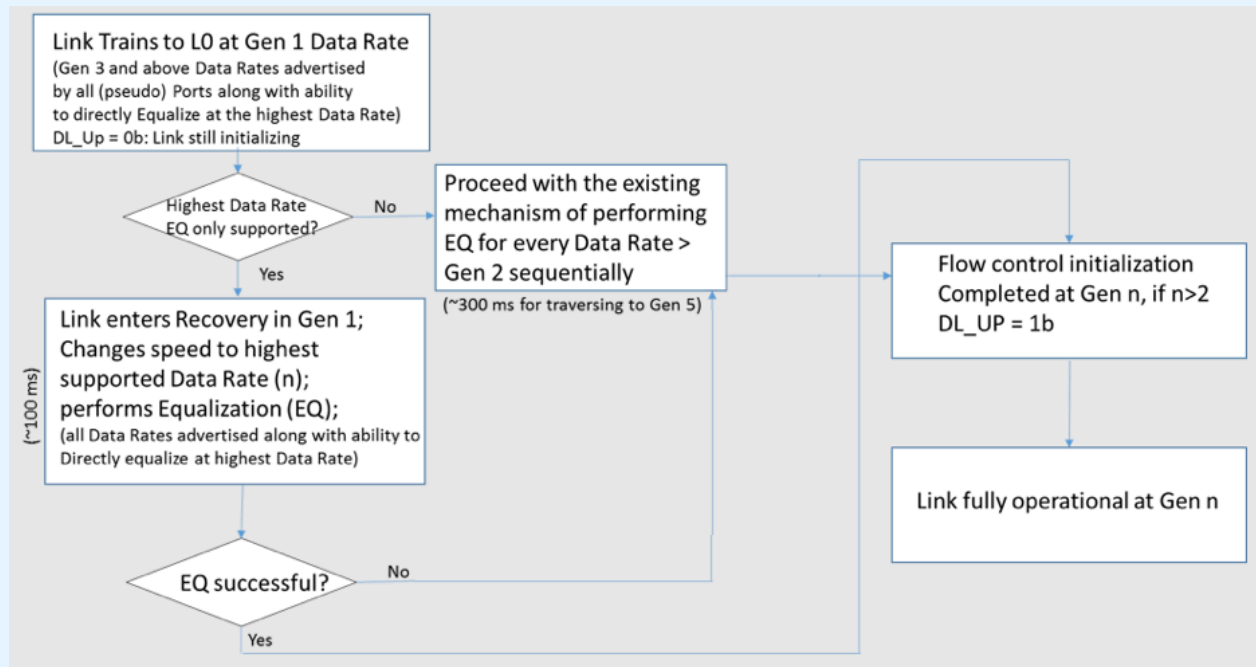 Link Trains to L0 at Gen 1 Data Rate
(Gen 3 and above Data Rates advertised
by all (pseudo) Ports along with ability
to directly Equalize at the highest Data Rate)
DL_Up = 0b: Link still initializing
Highest Data Rate
EQ only supported?
No
Yes
Proceed with the existing
mechanism of performing
EQ for every Data Rate >
Gen 2 sequentially
(~300 ms for traversing to Gen 5)
Link enters Recovery in Gen 1;
Changes speed to highest
supported Data Rate (n);
performs Equalization (EQ);
(all Data Rates advertised along with ability to
Directly equalize at highest Data Rate)
(~100 ms)
EQ successful?
No
Yes
Flow control initialization
Completed at Gen n, if n>2
DL_UP = 1b
Link fully operational at Gen n